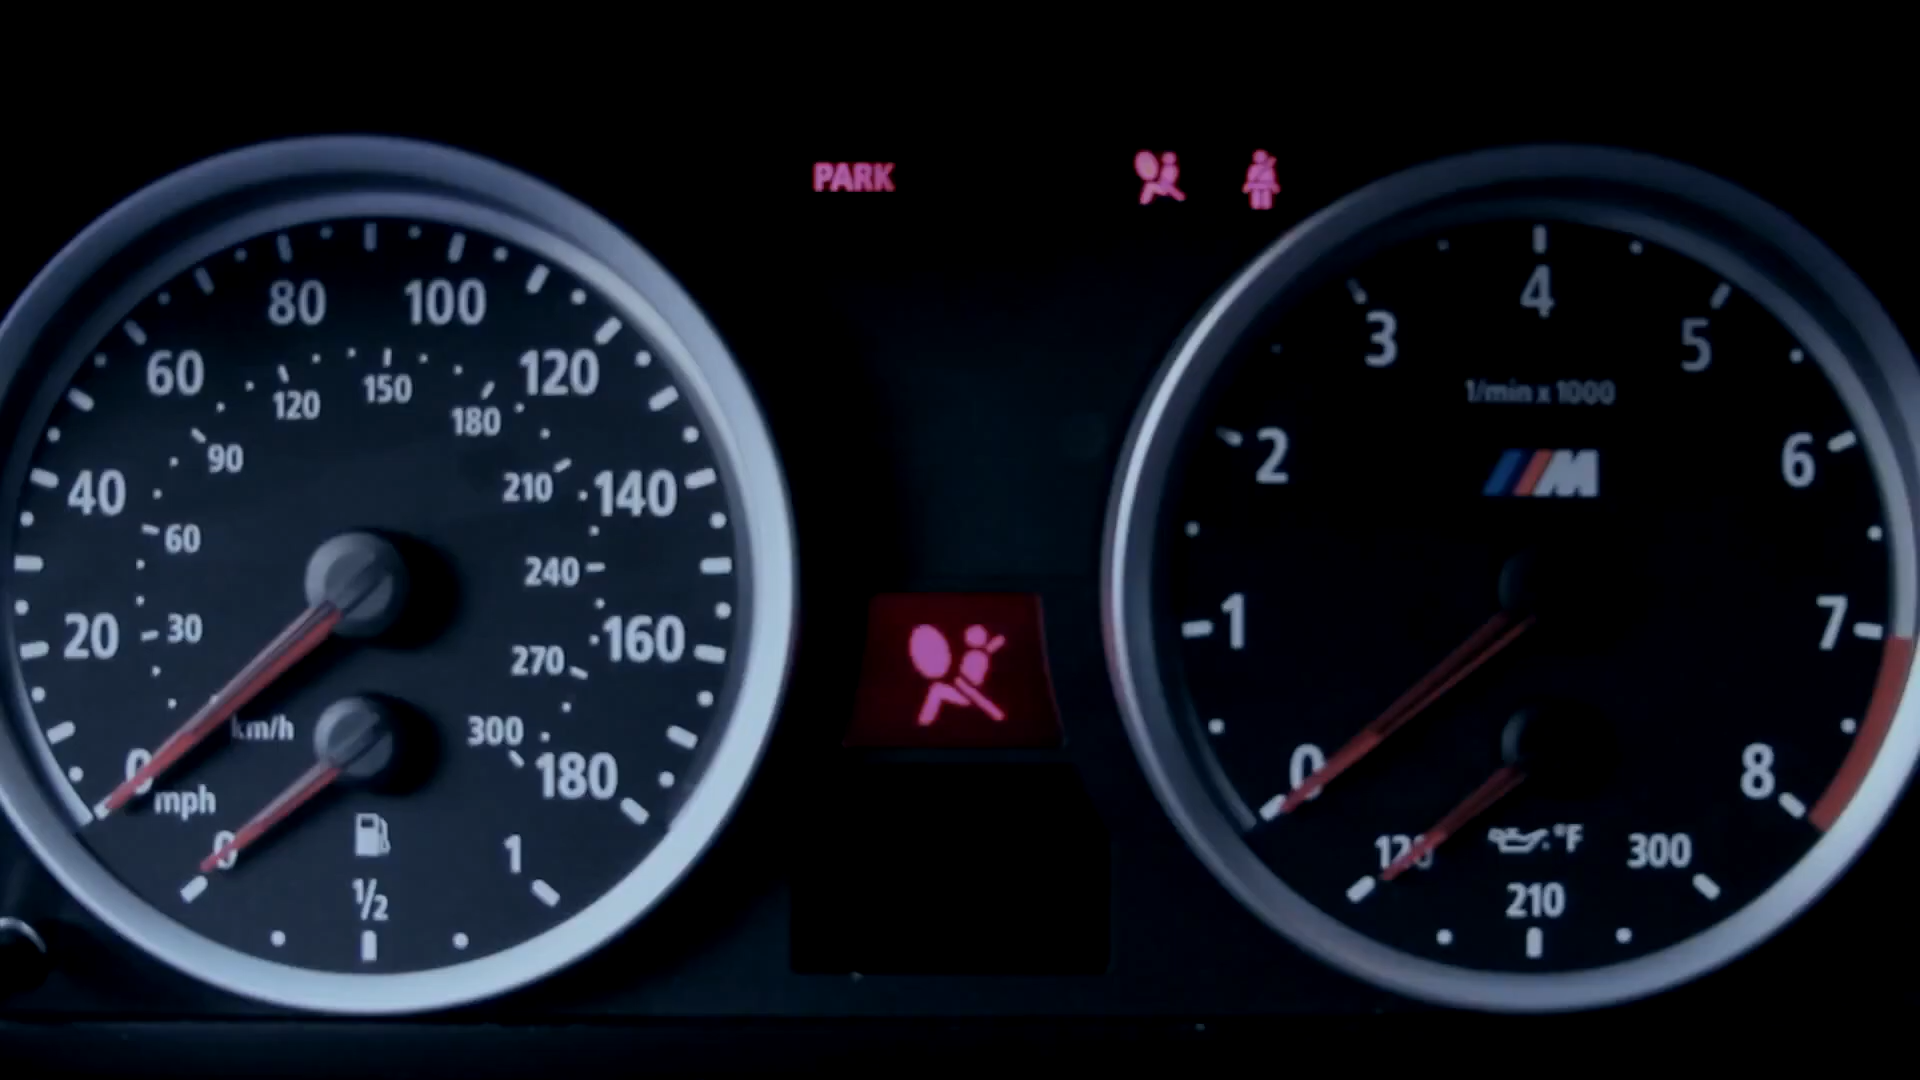 PARK
80 100
60 120
120 150 180
90
40 210 140
60
240
20 30 160
270
km/h 300
0 180
mph
0 1
1/2
4
3 5
1/min x 1000
2 6
M
1 7
0 8
120 °F 300
210